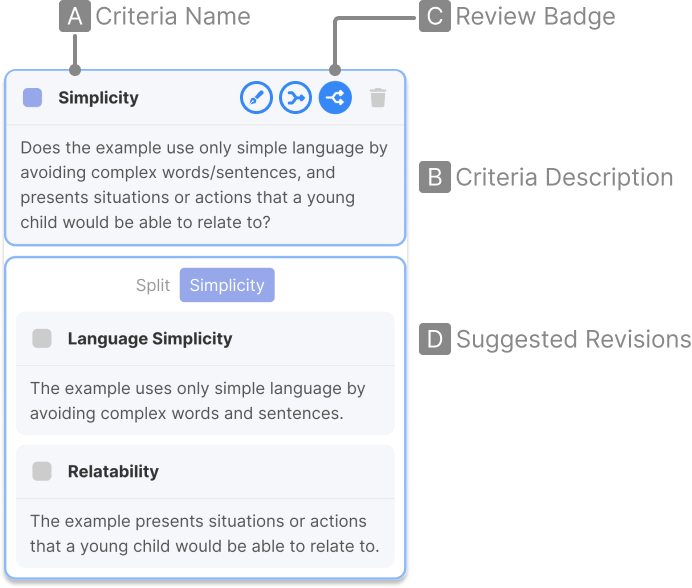 A Criteria Name
C Review Badge
Simplicity
Does the example use only simple language by
avoiding complex words/sentences, and
presents situations or actions that a young
child would be able to relate to?
B Criteria Description
Split Simplicity
Language Simplicity
The example uses only simple language by
avoiding complex words and sentences.
D Suggested Revisions
Relatability
The example presents situations or actions
that a young child would be able to relate to.